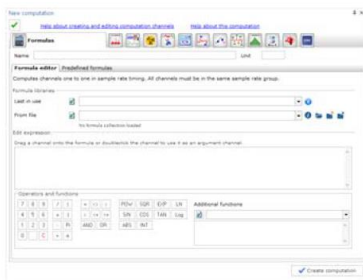 New computation
Help about creating and editing computation channels Help about this computation
Formulas
Name Unit
Formula editor Predefined formulas
Computes channels one to one in sample rate timing. All channels must be in the same sample rate group.
Formula libraries
Last in use
From file
No formula collection loaded
Edit expression
Drag a channel onto the formula or doubleclick the channel to use it as an argument channel.
Operators and functions
7 8 9 / ( POW SQR EXP LN Additional functions
4 5 6 SIN COS TAN Log
1 2 3 - PI AND OR ABS INT
0 . C +
Create computation